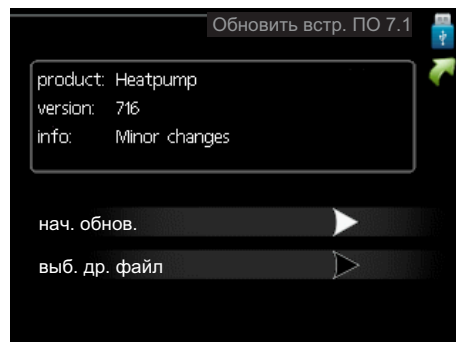 Обновить встр. ПО 7.1
product: Heatpump
version: 716
info: Minor changes
нач. обнов.
выб. др. файл